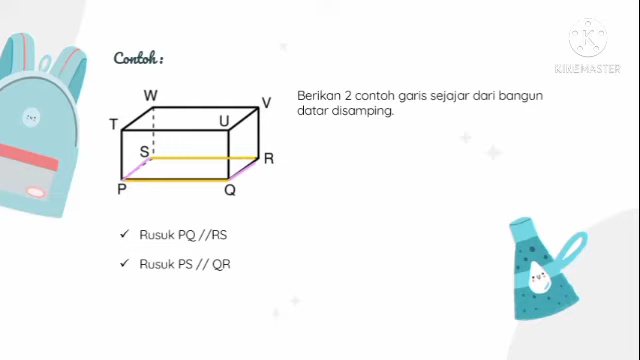 Contoh :
KINEMASTER
Berikan 2 contoh garis sejajar dari bangun
datar disamping.
W
V
T
U
S
R
P
Q
✓ Rusuk PQ //RS
✓ Rusuk PS // QR